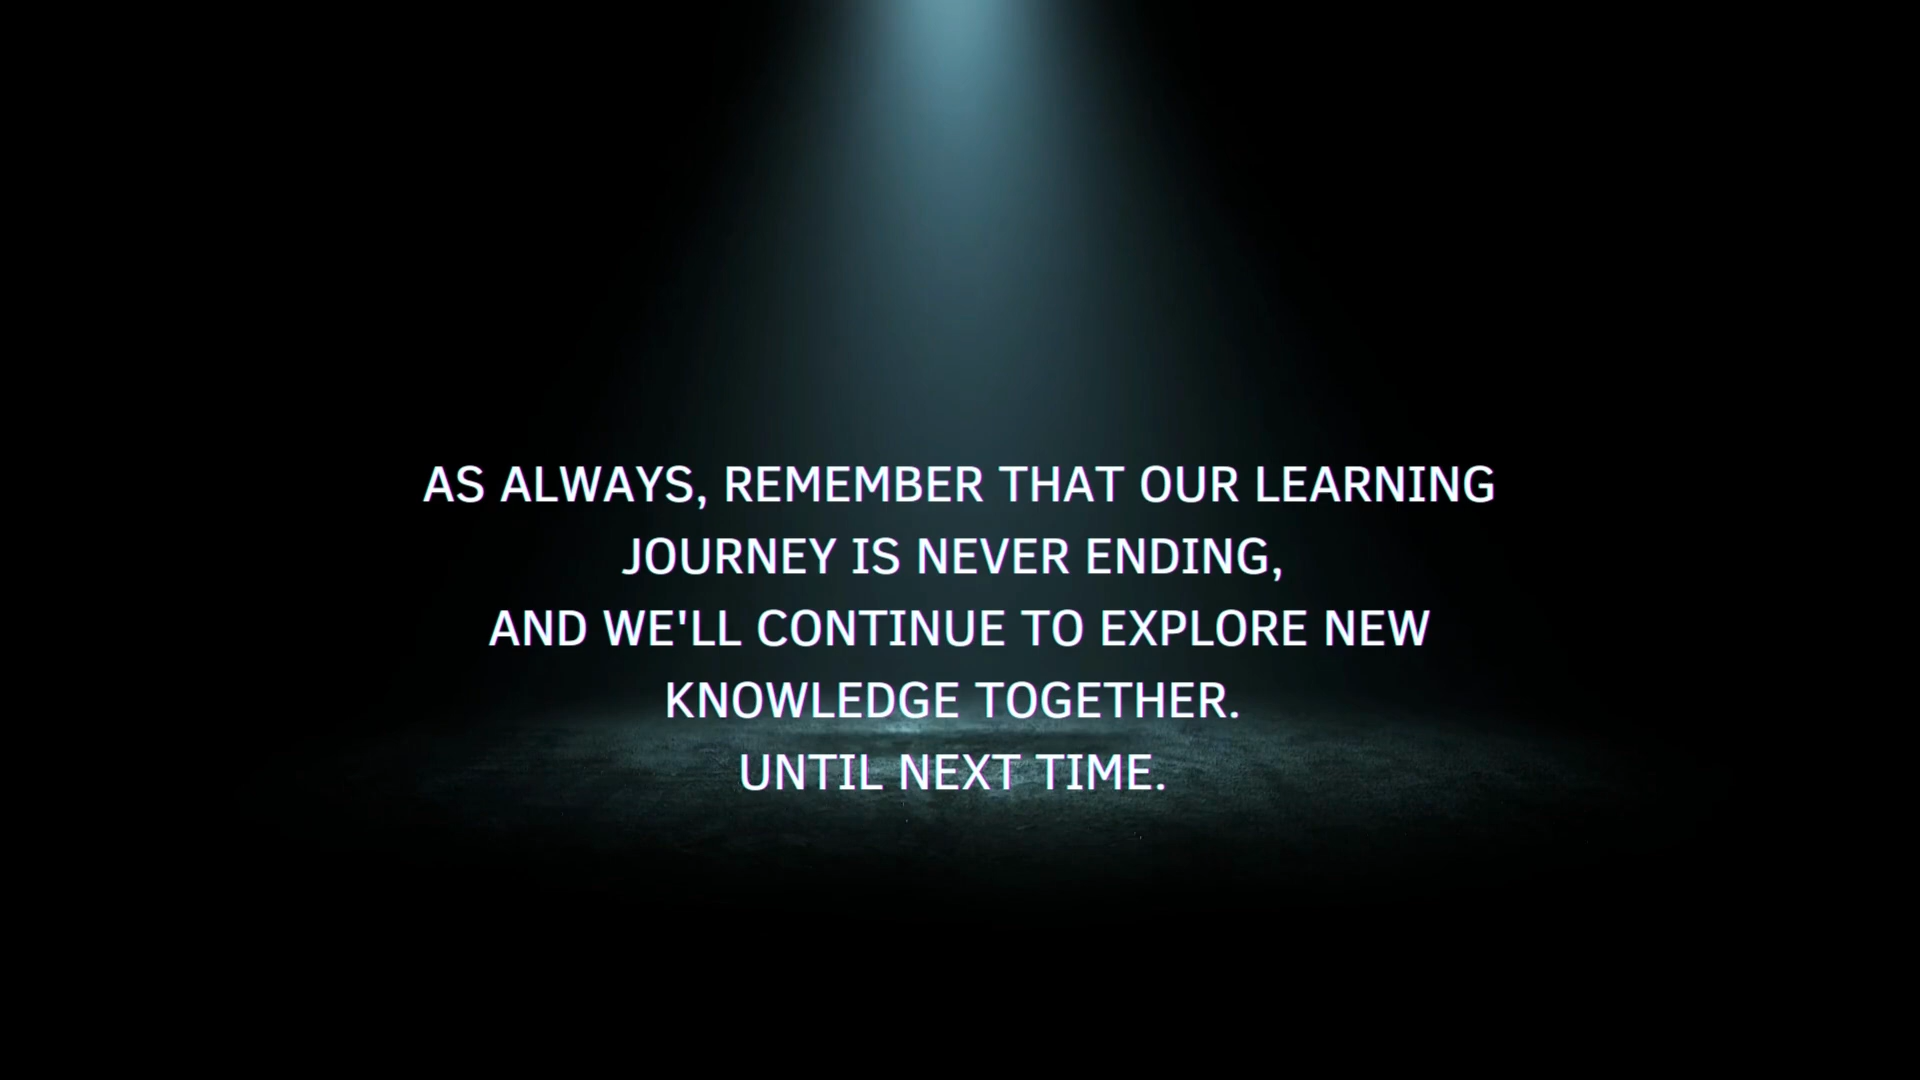 AS ALWAYS, REMEMBER THAT OUR LEARNING
JOURNEY IS NEVER ENDING,
AND WE'LL CONTINUE TO EXPLORE NEW
KNOWLEDGE TOGETHER.
UNTIL NEXT TIME.